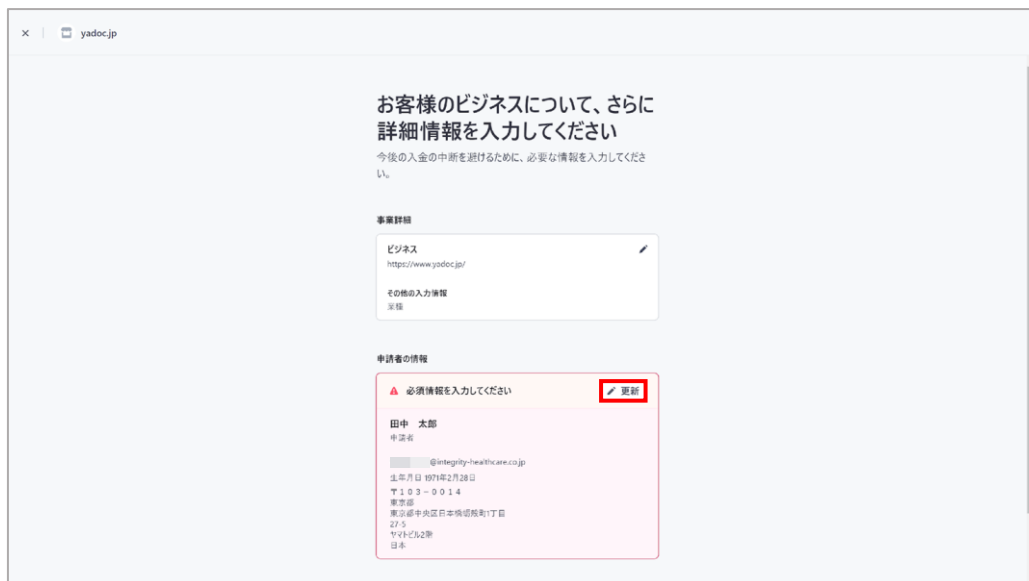 × yadoc.jp
お客様のビジネスについて、さらに
詳細情報を入力してください
今後の入金の中断を避けるために、必要な情報を入力してくださ
い。
事業詳細
ビジネス
https://www.yadoc.jp/
その他の入力情報
業種
申請者の情報
必須情報を入力してください 更新
田中 太郎
申請者
@integrity-healthcare.co.jp
生年月日 1971年2月28日
〒103-0014
東京都
東京都中央区日本橋蛎殻町1丁目
27-5
ヤマトビル2階
日本